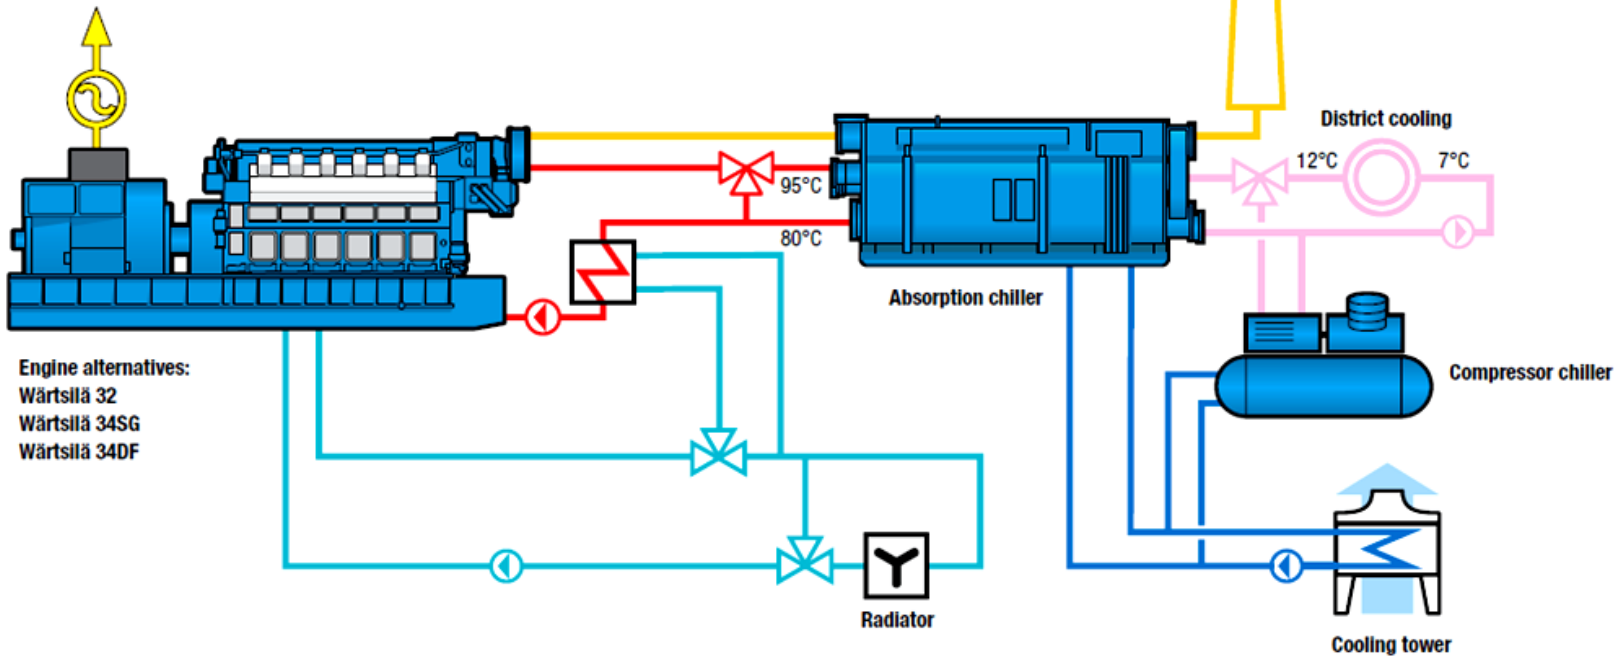 District cooling
12°C
7°C
95°C
80°C
Absorption chiller
Engine alternatives:
Wärtsilä 32
Wärtsilä 34SG
Wärtsilä 34DF
Compressor chiller
Radiator
Cooling tower